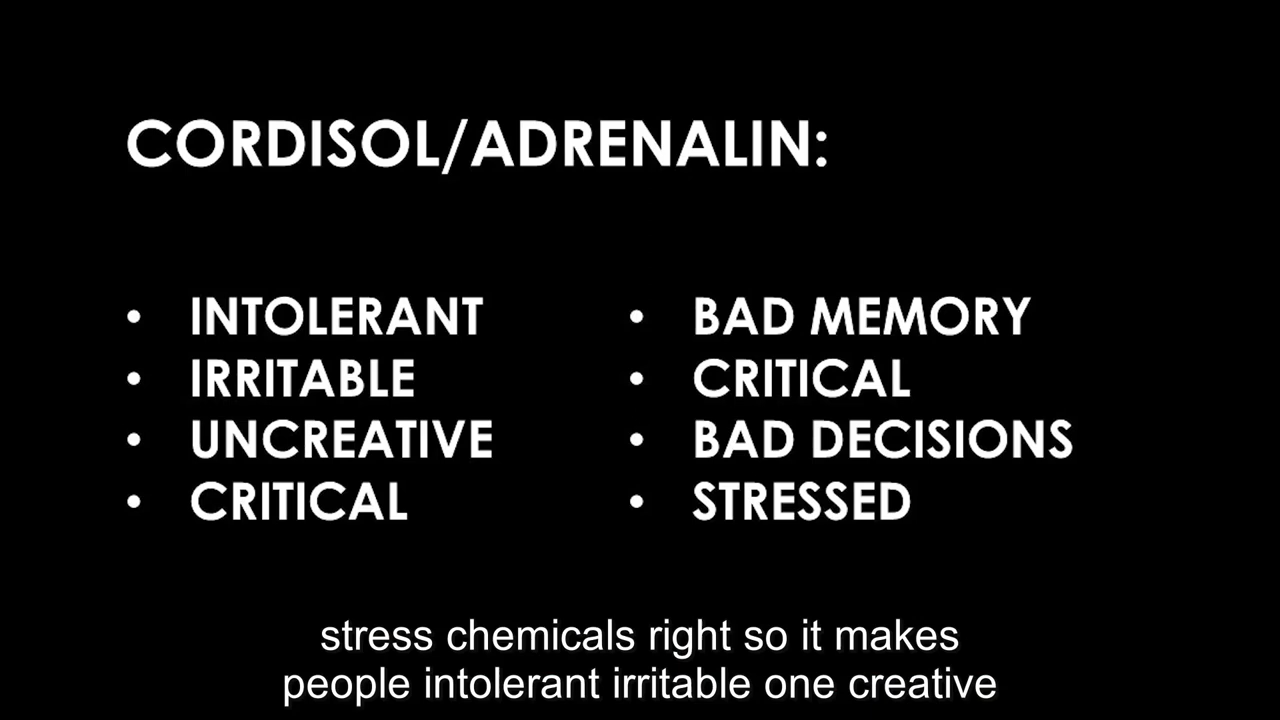 CORDISOL/ADRENALIN:
• INTOLERANT
• IRRITABLE
• UNCREATIVE
• CRITICAL
• BAD MEMORY
• CRITICAL
• BAD DECISIONS
• STRESSED
stress chemicals right so it makes
people intolerant irritable one creative